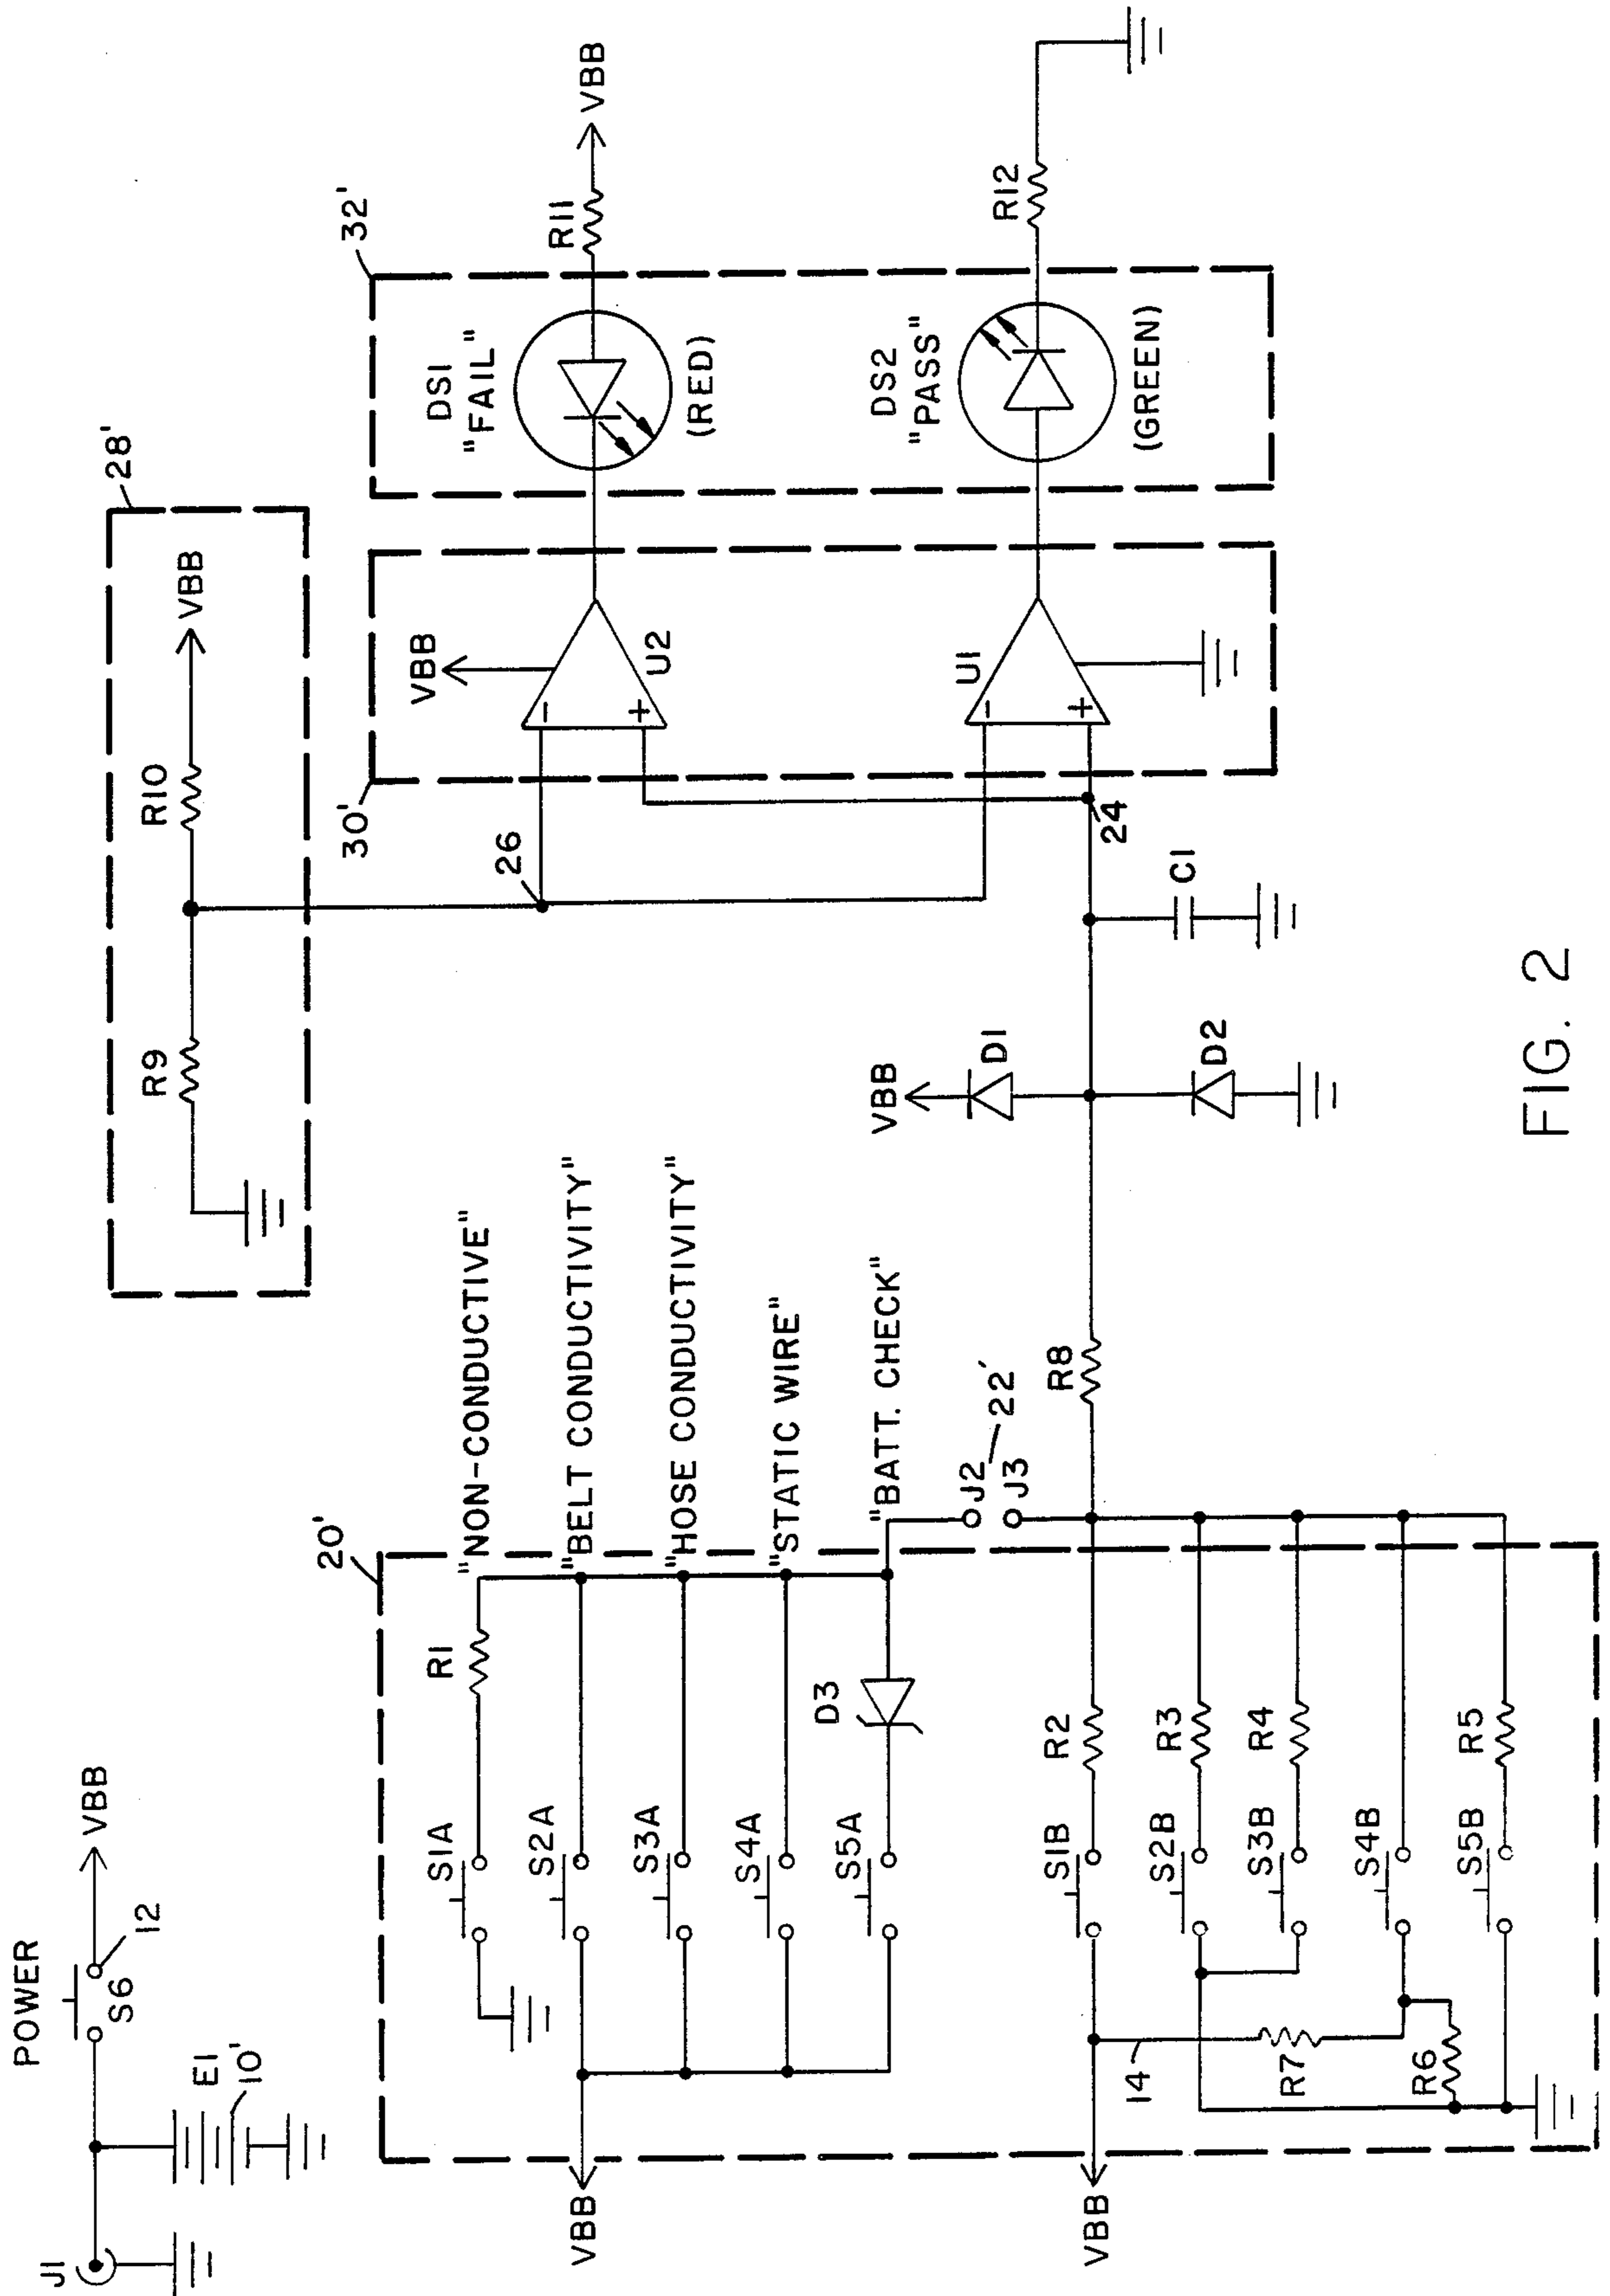 J1
E1
10'
POWER
S6
12
VBB
28'
R9
R10
VBB
20'
S1A
R1
"NON-CONDUCTIVE"
VBB
S2A
"BELT CONDUCTIVITY"
S3A
"HOSE CONDUCTIVITY"
S4A
"STATIC WIRE"
S5A
D3
"BATT. CHECK"
J2
J3
22'
VBB
14
R7
R6
S1B
R2
S2B
R3
S3B
R4
S4B
S5B
R5
R8
VBB
D1
D2
C1
24
26
30'
VBB
-
+
U2
U1
-
+
32'
DS1
"FAIL"
(RED)
R11
VBB
DS2
"PASS"
(GREEN)
R12
FIG. 2